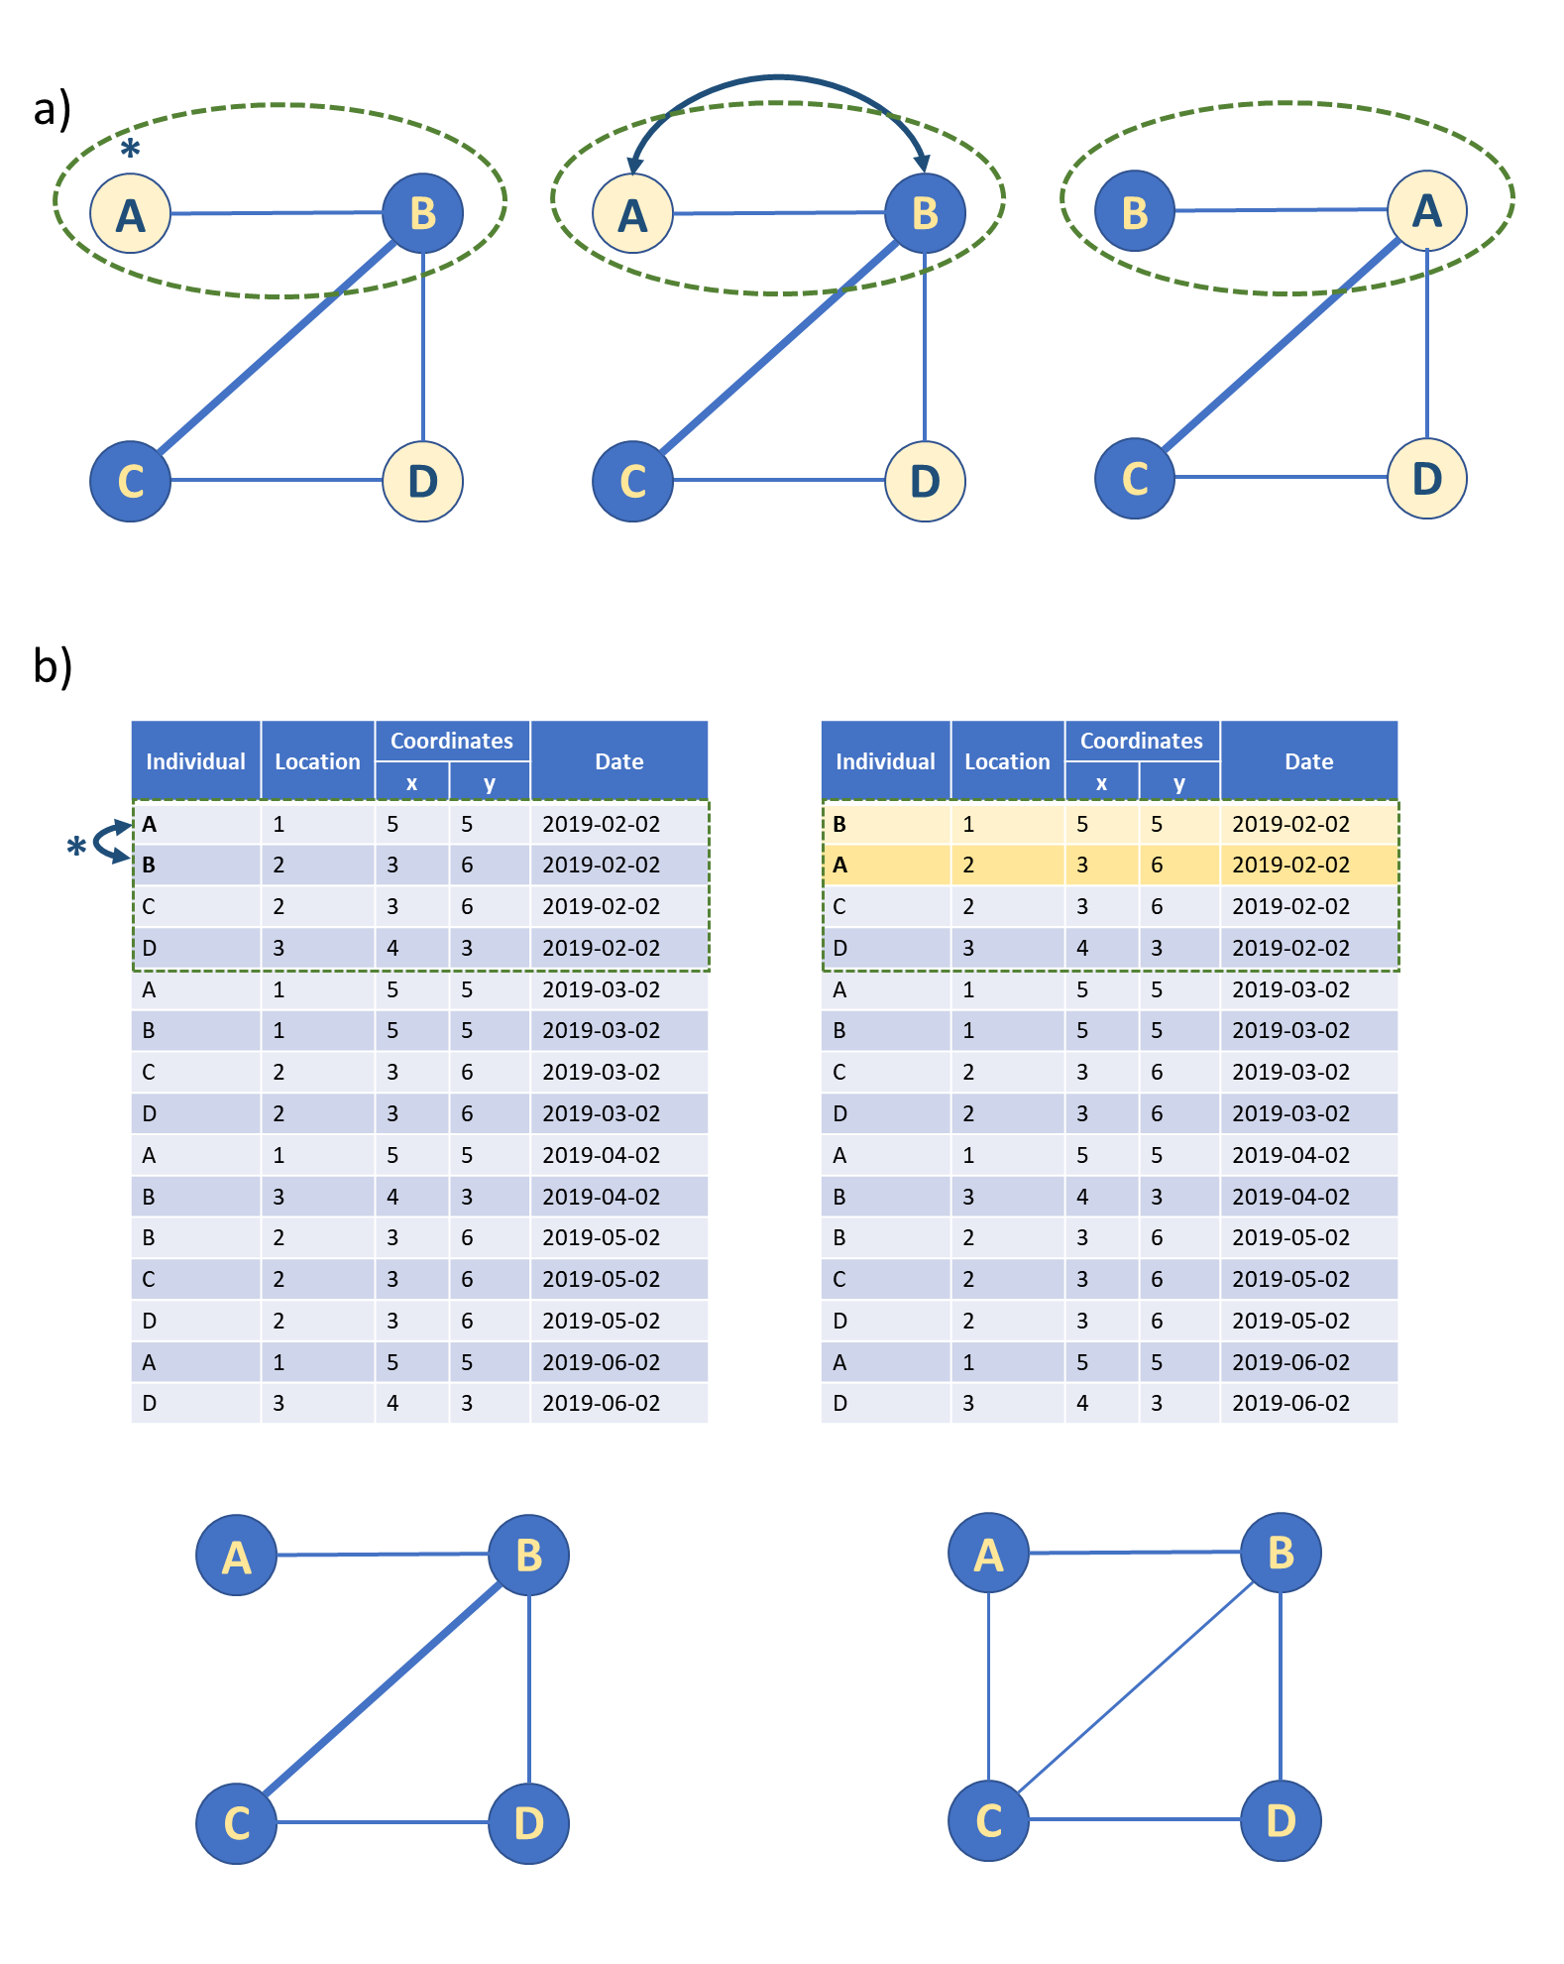 a)
*
A B A B B A
C D C D C D
b)
Individual Location Coordinates x y Date
A 1 5 5 2019-02-02
* B 2 3 6 2019-02-02
C 2 3 6 2019-02-02
D 3 4 3 2019-02-02
A 1 5 5 2019-03-02
B 1 5 5 2019-03-02
C 2 3 6 2019-03-02
D 2 3 6 2019-03-02
A 1 5 5 2019-04-02
B 3 4 3 2019-04-02
B 2 3 6 2019-05-02
C 2 3 6 2019-05-02
D 2 3 6 2019-05-02
A 1 5 5 2019-06-02
D 3 4 3 2019-06-02
Individual Location Coordinates x y Date
B 1 5 5 2019-02-02
A 2 3 6 2019-02-02
C 2 3 6 2019-02-02
D 3 4 3 2019-02-02
A 1 5 5 2019-03-02
B 1 5 5 2019-03-02
C 2 3 6 2019-03-02
D 2 3 6 2019-03-02
A 1 5 5 2019-04-02
B 3 4 3 2019-04-02
B 2 3 6 2019-05-02
C 2 3 6 2019-05-02
D 2 3 6 2019-05-02
A 1 5 5 2019-06-02
D 3 4 3 2019-06-02
A B A B
C D C D